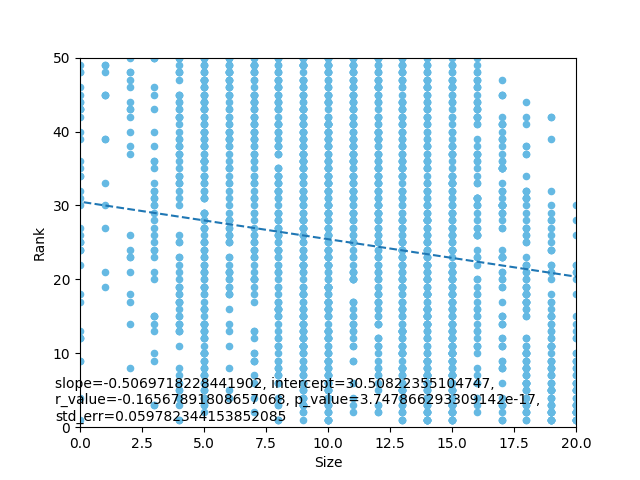 50
40
30
20
10
0
Rank
slope=-0.5069718228441902, intercept=30.50822355104747,
r_value=-0.16567891808657068, p_value=3.747866293309142e-17,
std_err=0.059782344153852085
0.0 2.5 5.0 7.5 10.0 12.5 15.0 17.5 20.0
Size